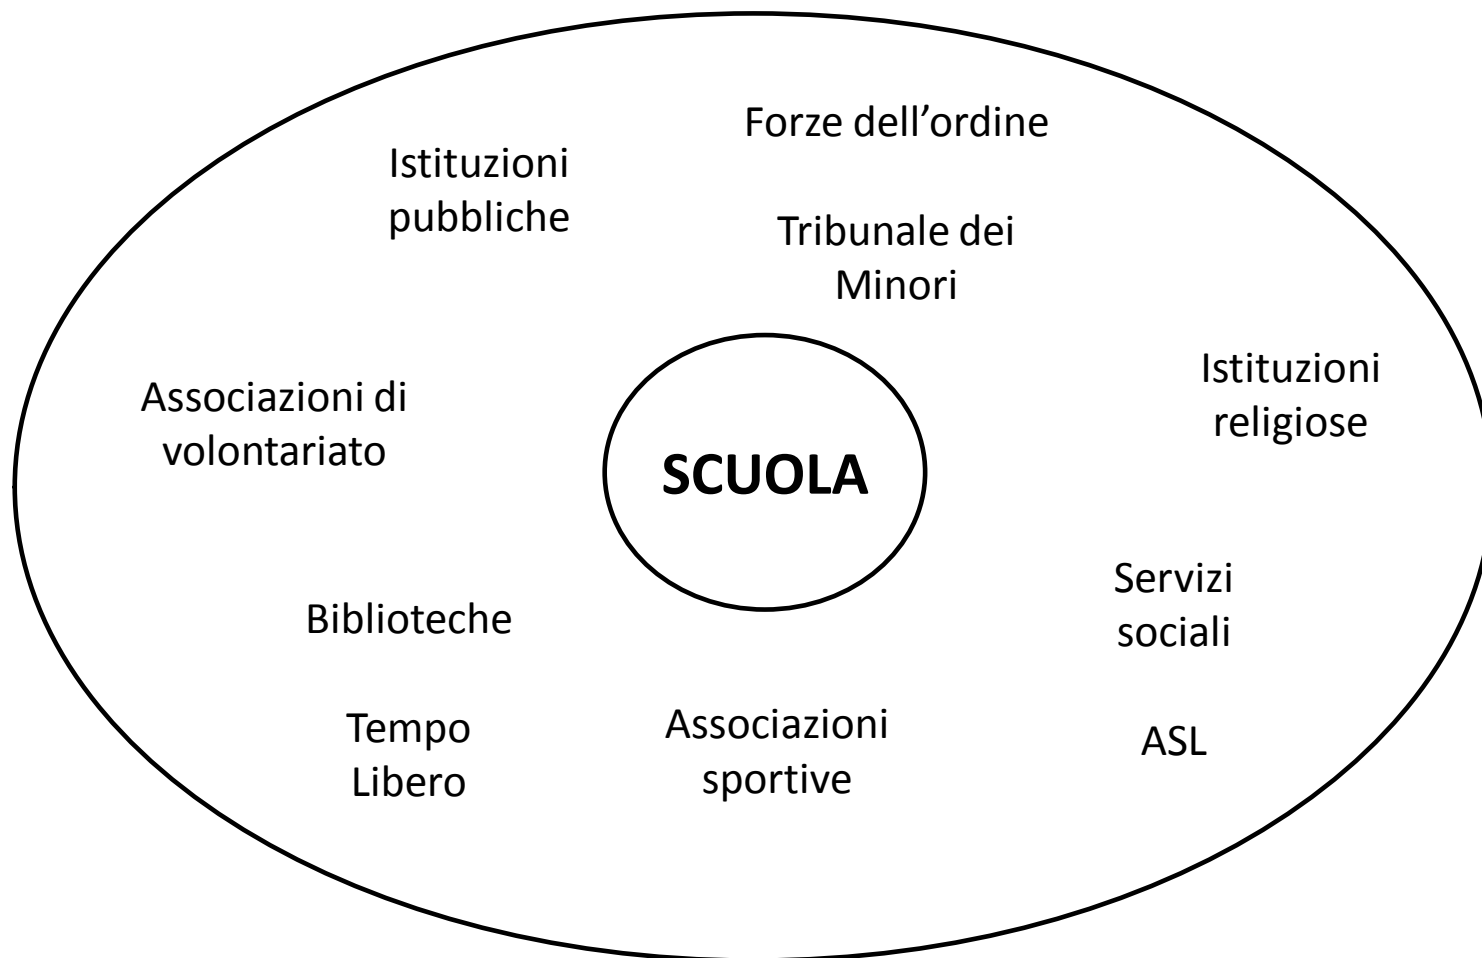 Forze dell’ordine
Istituzioni
pubbliche
Tribunale dei
Minori
Istituzioni
religiose
Associazioni di
volontariato
SCUOLA
Servizi
sociali
Biblioteche
Tempo
Libero
Associazioni
sportive
ASL